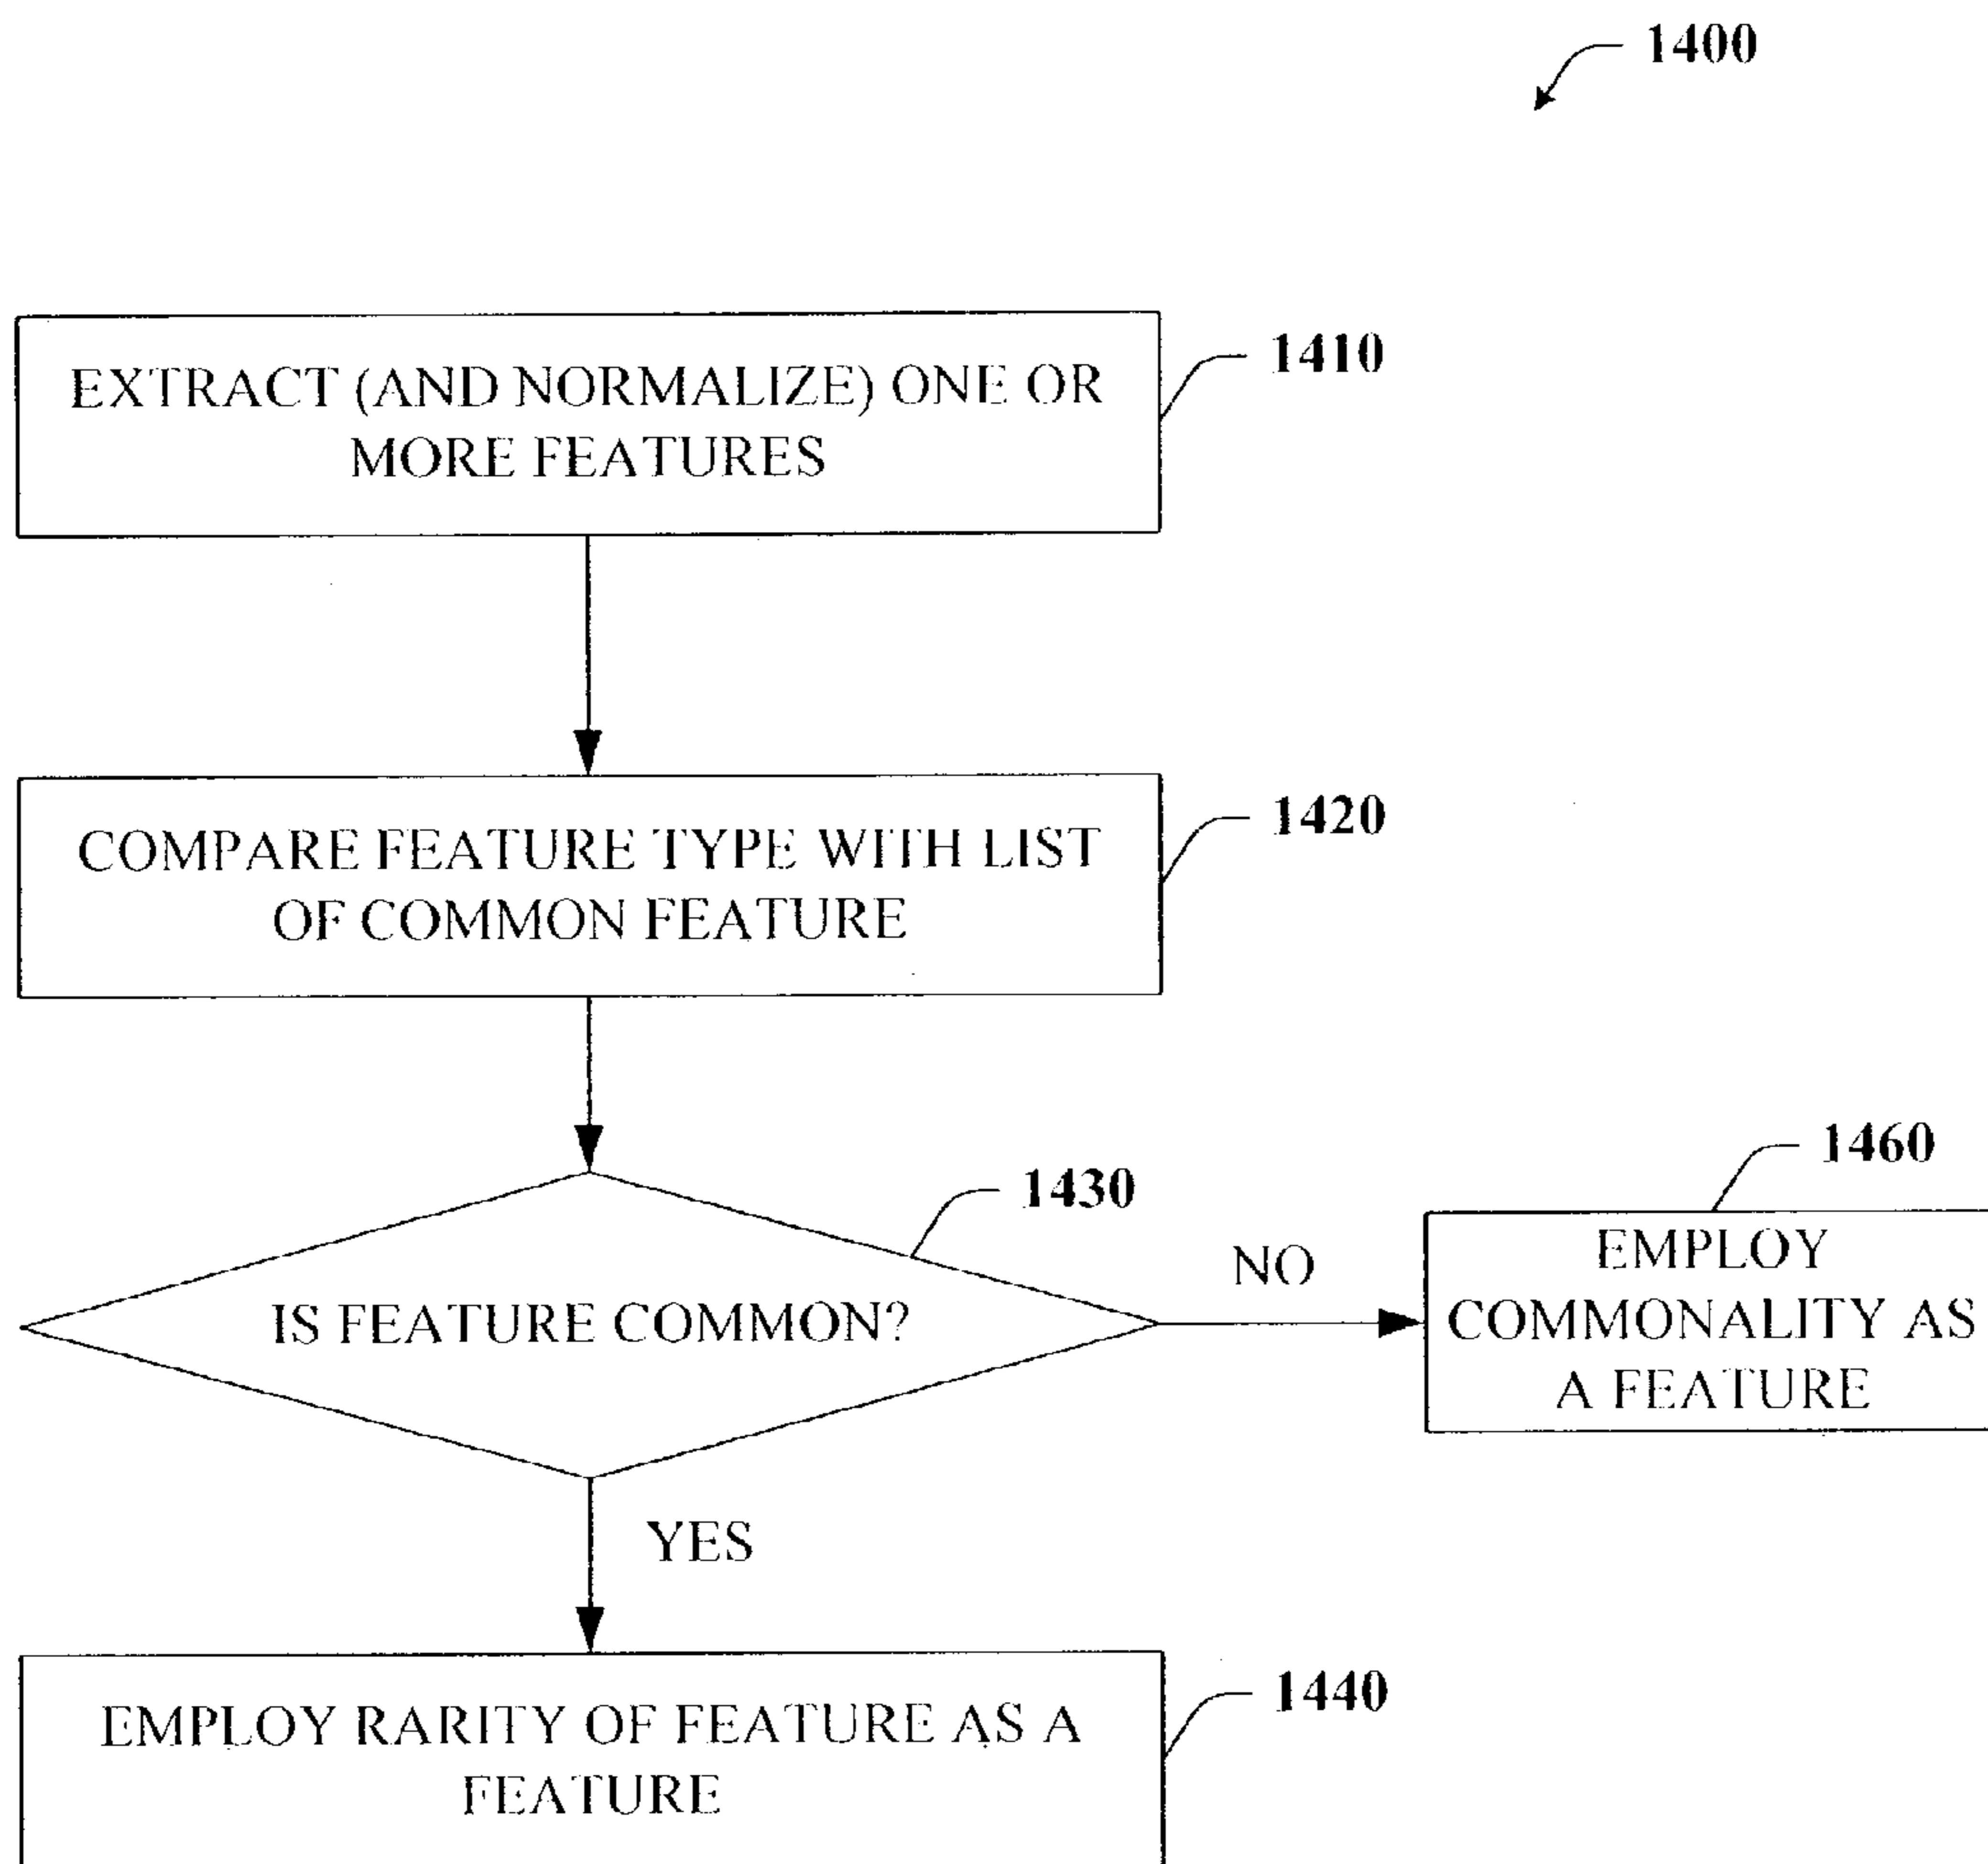 1400
EXTRACT (AND NORMALIZE) ONE OR
MORE FEATURES
1410
COMPARE FEATURE TYPE WITH LIST
OF COMMON FEATURE
1420
IS FEATURE COMMON?
1430
NO
EMPLOY
COMMONALITY AS
A FEATURE
1460
YES
EMPLOY RARITY OF FEATURE AS A
FEATURE
1440